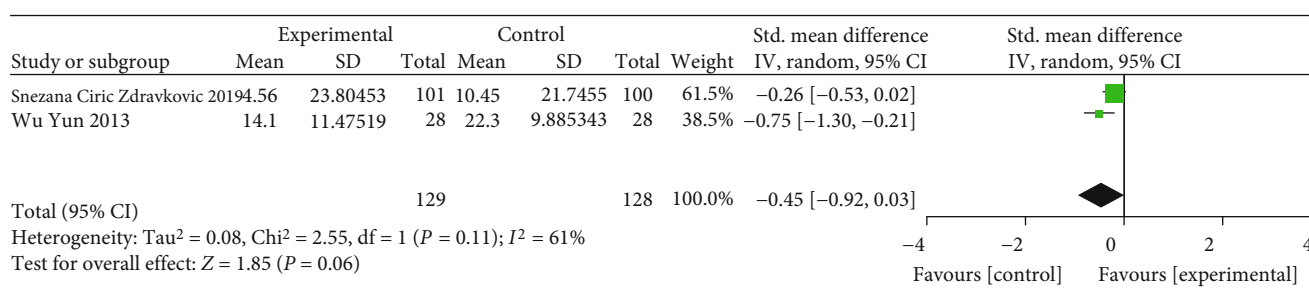 Experimental Control Std. mean difference Std. mean difference
Study or subgroup Mean SD Total Mean SD Total Weight IV, random, 95% CI IV, random, 95% CI
Snezana Ciric Zdravkovic 20194.56 23.80453 101 10.45 21.7455 100 61.5% −0.26 [−0.53, 0.02]
Wu Yun 2013 14.1 11.47519 28 22.3 9.885343 28 38.5% −0.75 [−1.30, −0.21]
129 128 100.0% −0.45 [−0.92, 0.03]
Total (95% CI)
Heterogeneity: Tau² = 0.08, Chi² = 2.55, df = 1 (P = 0.11); I² = 61%
−4 −2 0 2 4
Test for overall effect: Z = 1.85 (P = 0.06)
Favours [control] Favours [experimental]